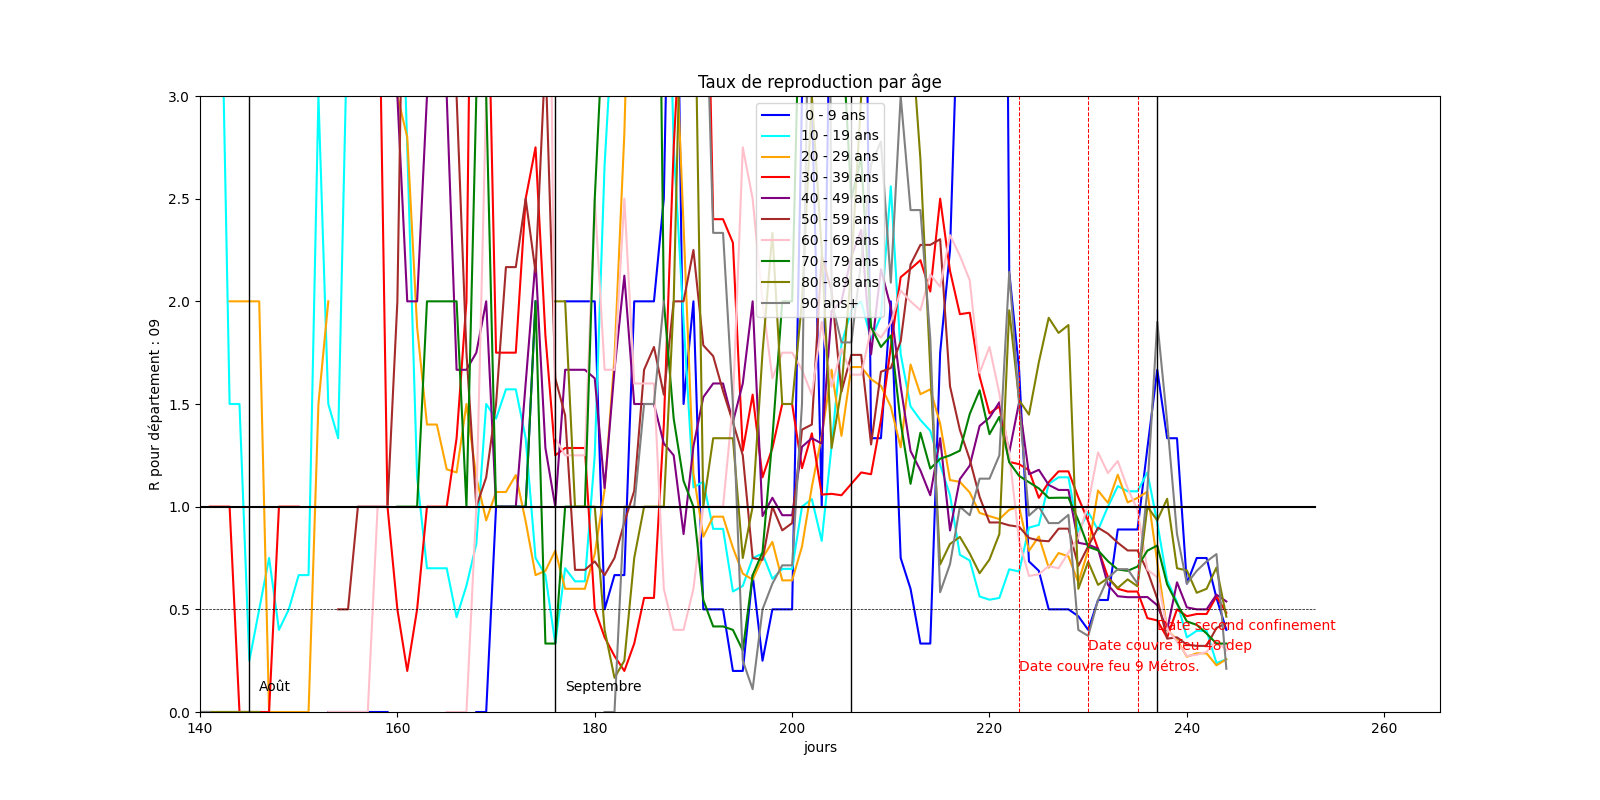 Taux de reproduction par âge
3.0
2.5
2.0
1.5
1.0
0.5
0.0
R pour département : 09
0 - 9 ans
10 - 19 ans
20 - 29 ans
30 - 39 ans
40 - 49 ans
50 - 59 ans
60 - 69 ans
70 - 79 ans
80 - 89 ans
90 ans+
Date second confinement
Date couvre feu 48 dep
Date couvre feu 9 Métros.
Août
Septembre
140
160
180
200
220
240
260
jours